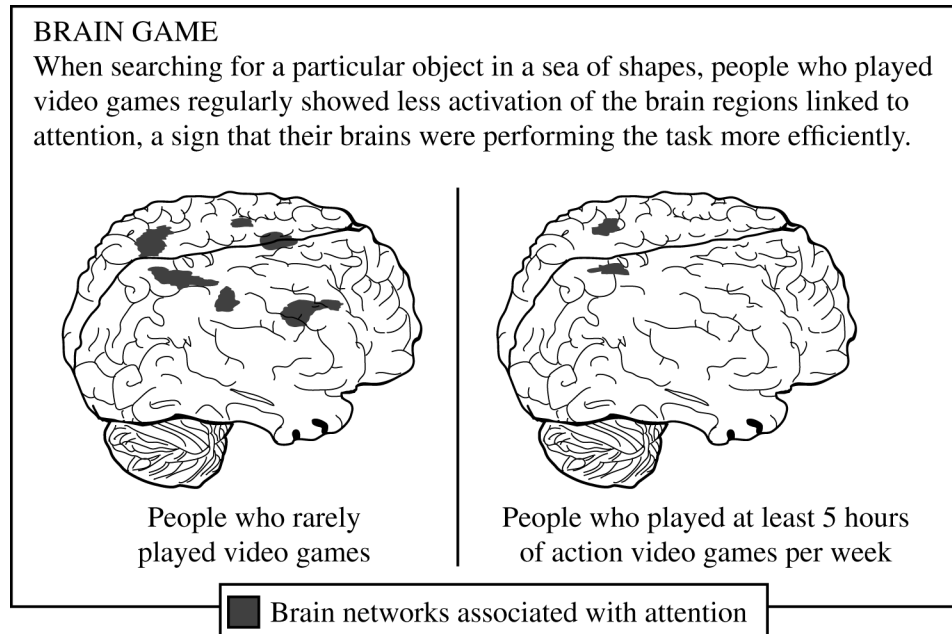 BRAIN GAME
When searching for a particular object in a sea of shapes, people who played
video games regularly showed less activation of the brain regions linked to
attention, a sign that their brains were performing the task more efficiently.
People who rarely
played video games
People who played at least 5 hours
of action video games per week
Brain networks associated with attention